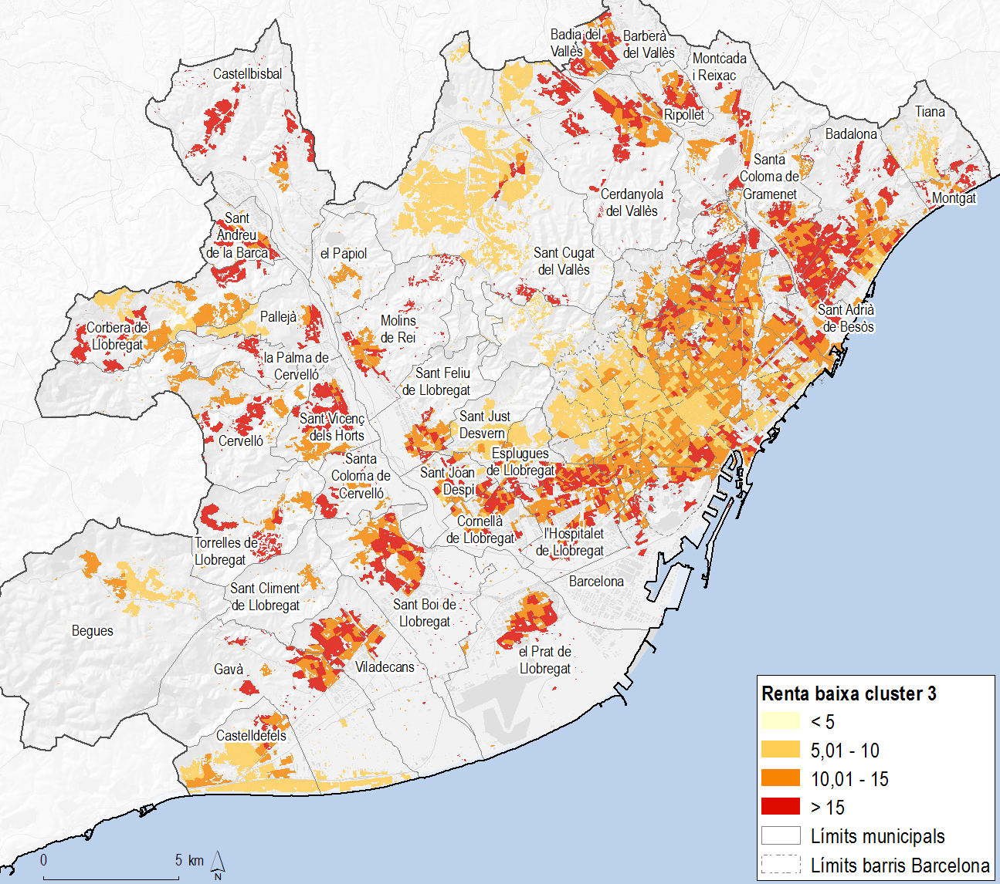 Badia del
Vallès
Barberà
del Vallès
Montcada
i Reixac
Castellbisbal
Ripollet
Tiana
Badalona
Santa
Coloma de
Gramenet
Cerdanyola
del Vallès
Montgat
Sant
Andreu
de la Barca
el Papiol
Sant Cugat
del Vallès
Pallejà
Corbera de
Llobregat
Molins
de Rei
Sant Adrià
de Besòs
la Palma de
Cervelló
Sant Feliu
de Llobregat
Sant Vicenç
dels Horts
Sant Just
Desvern
Cervelló
Esplugues
de Llobregat
Santa
Coloma de
Cervelló
Sant Joan
Despí
Cornellà
de Llobregat
l'Hospitalet
de Llobregat
Torrelles de
Llobregat
Barcelona
Sant Climent
de Llobregat
Sant Boi de
Llobregat
Begues
el Prat de
Llobregat
Gavà
Viladecans
Castelldefels
Renta baixa cluster 3
< 5
5,01 - 10
10,01 - 15
> 15
Límits municipals
Límits barris Barcelona
0 5 km
N